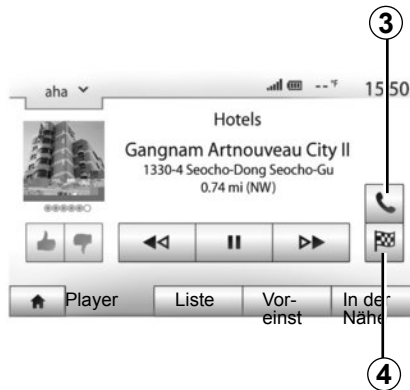 3
aha
--°F
15:50
Hotels
Gangnam Artnouveau City II
1330-4 Seocho-Dong Seocho-Gu
0.74 mi (NW)
Player
Liste
Vor-
einst
In der
Nähe
4